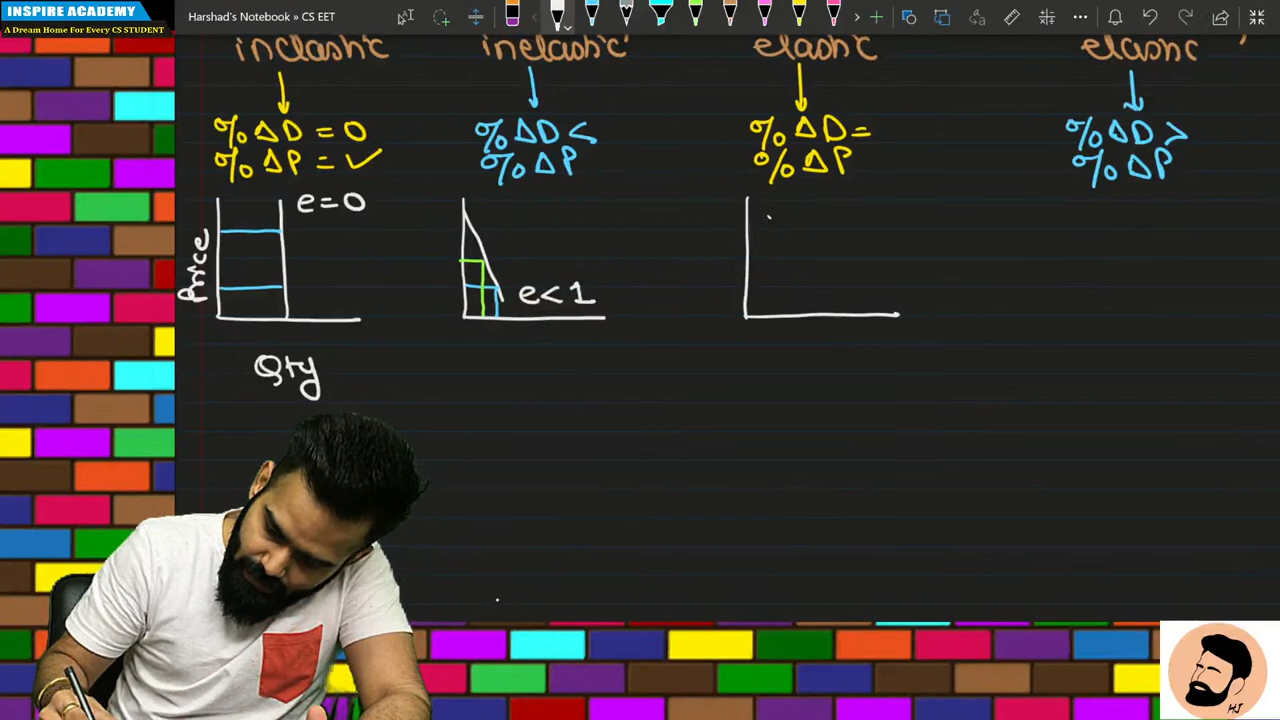 INSPIRE ACADEMY
A Dream Home For Every CS STUDENT
Harshad's Notebook » CS EET
inelastic inelastic elastic elastic
%ΔD = 0 %ΔD < %ΔD = %ΔD >
%ΔP = ✓ %ΔP %ΔP %ΔP
e=0
Price
e<1
Qty
HJ